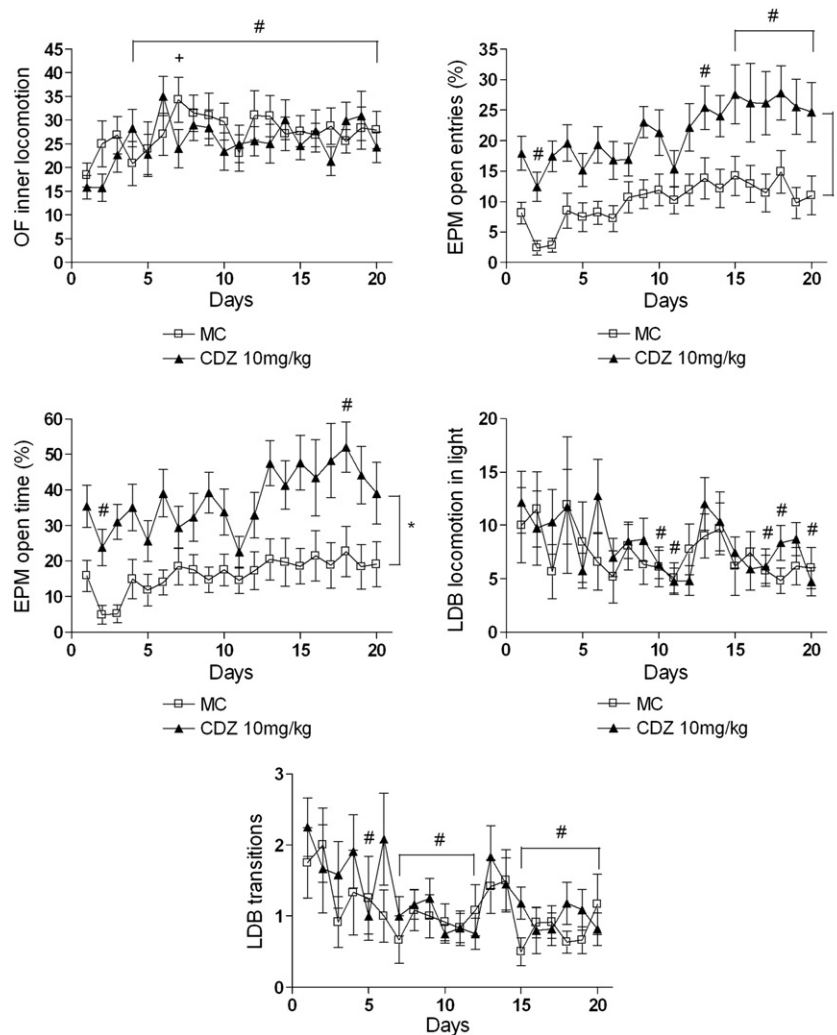 #
+
45
40
35
30
25
20
15
10
5
0
OF inner locomotion
0 5 10 15 20
Days
MC
CDZ 10mg/kg
#
#
#
35
30
25
20
15
10
5
0
EPM open entries (%)
0 5 10 15 20
Days
MC
CDZ 10mg/kg
#
#
*
60
50
40
30
20
10
0
EPM open time (%)
0 5 10 15 20
Days
MC
CDZ 10mg/kg
20
15
10
5
0
LDB locomotion in light
# # # # #
0 5 10 15 20
Days
MC
CDZ 10mg/kg
3
2
1
0
LDB transitions
# # #
0 5 10 15 20
Days